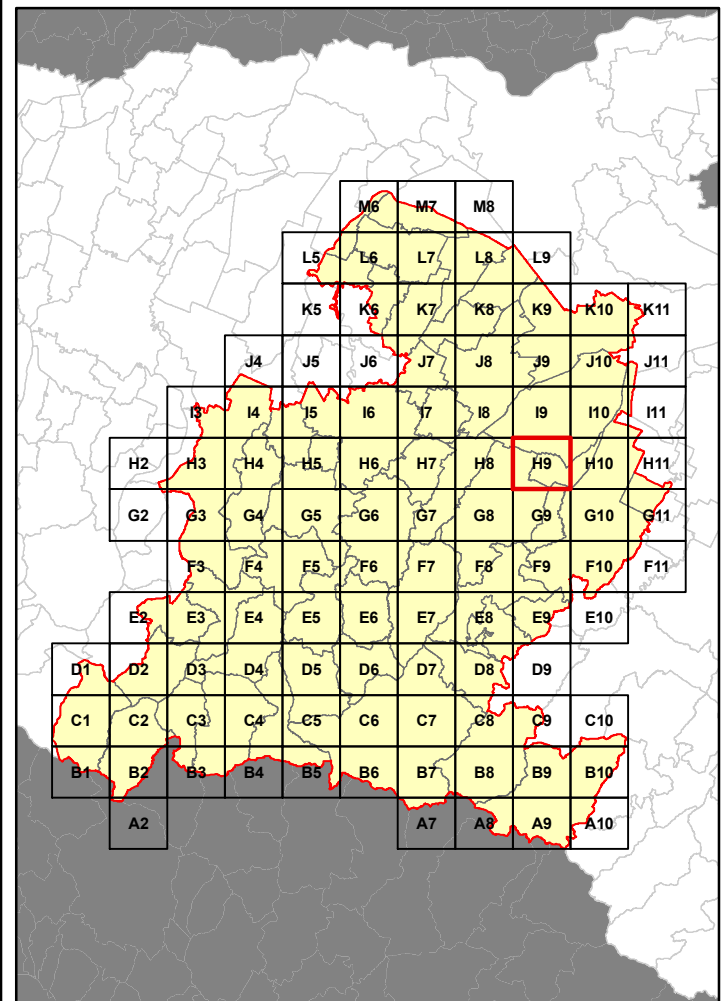 M6 M7 M8
L5 L6 L7 L8 L9
K5 K6 K7 K8 K9 K10 K11
J4 J5 J6 J7 J8 J9 J10 J11
I3 I4 I5 I6 I7 I8 I9 I10 I11
H2 H3 H4 H5 H6 H7 H8 H9 H10 H11
G2 G3 G4 G5 G6 G7 G8 G9 G10 G11
F3 F4 F5 F6 F7 F8 F9 F10 F11
E2 E3 E4 E5 E6 E7 E8 E9 E10
D1 D2 D3 D4 D5 D6 D7 D8 D9
C1 C2 C3 C4 C5 C6 C7 C8 C9 C10
B1 B2 B3 B4 B5 B6 B7 B8 B9 B10
A2 A7 A8 A9 A10